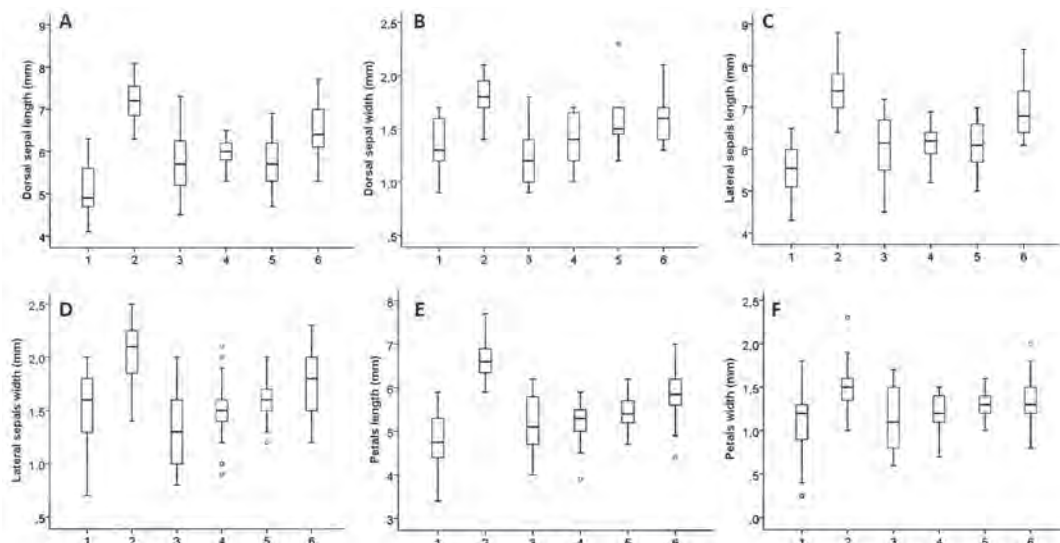 A
Dorsal sepal length (mm)
9
8
7
6
5
4
1 2 3 4 5 6
B
Dorsal sepal width (mm)
2,5
2,0
1,5
1,0
,5
1 2 3 4 5 6
C
Lateral sepals length (mm)
9
8
7
6
5
4
1 2 3 4 5 6
D
Lateral sepals width (mm)
2,5
2,0
1,5
1,0
,5
1 2 3 4 5 6
E
Petals length (mm)
8
7
6
5
4
3
1 2 3 4 5 6
F
Petals width (mm)
2,5
2,0
1,5
1,0
,5
,0
1 2 3 4 5 6